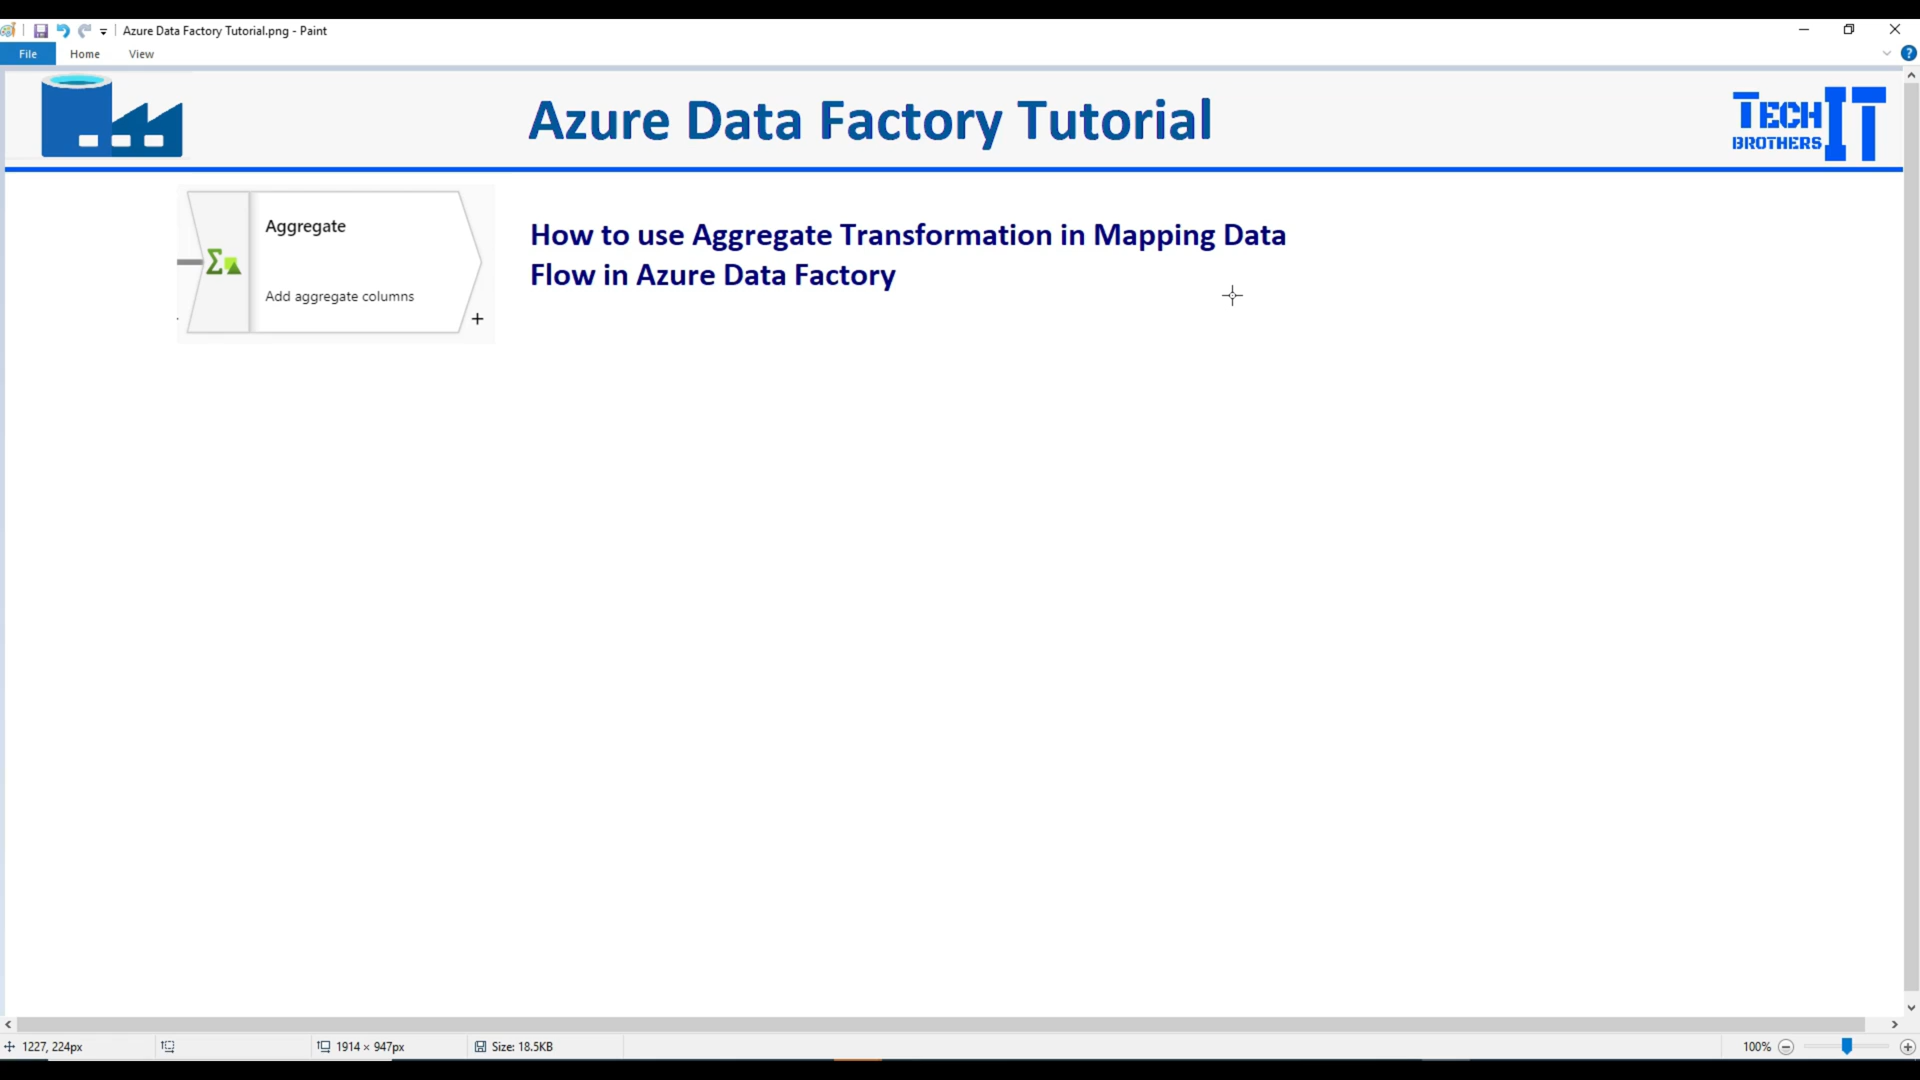 Azure Data Factory Tutorial.png - Paint
File Home View
Azure Data Factory Tutorial
TECH IT
BROTHERS
Aggregate
Add aggregate columns
+
How to use Aggregate Transformation in Mapping Data
Flow in Azure Data Factory
1227, 224px 1914 × 947px Size: 18.5KB 100%